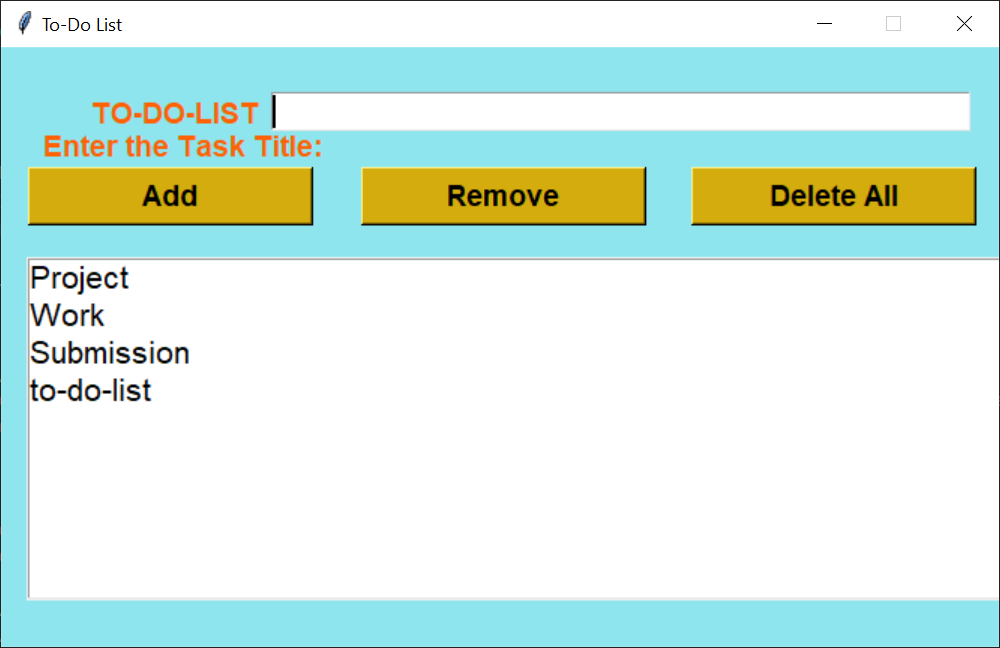 To-Do List
TO-DO-LIST
Enter the Task Title:
Add
Remove
Delete All
Project
Work
Submission
to-do-list